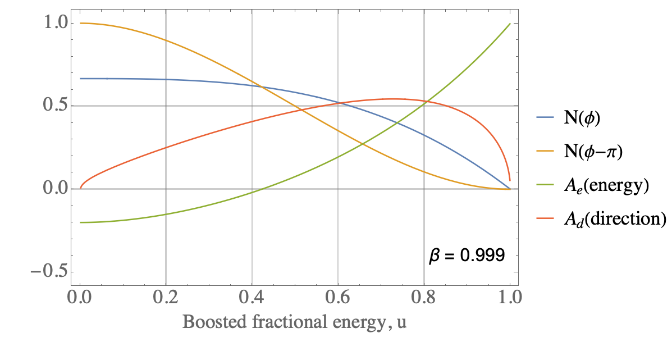 1.0
0.5
0.0
−0.5
0.0 0.2 0.4 0.6 0.8 1.0
Boosted fractional energy, u
β = 0.999
N(ϕ)
N(ϕ−π)
Ae(energy)
Ad(direction)